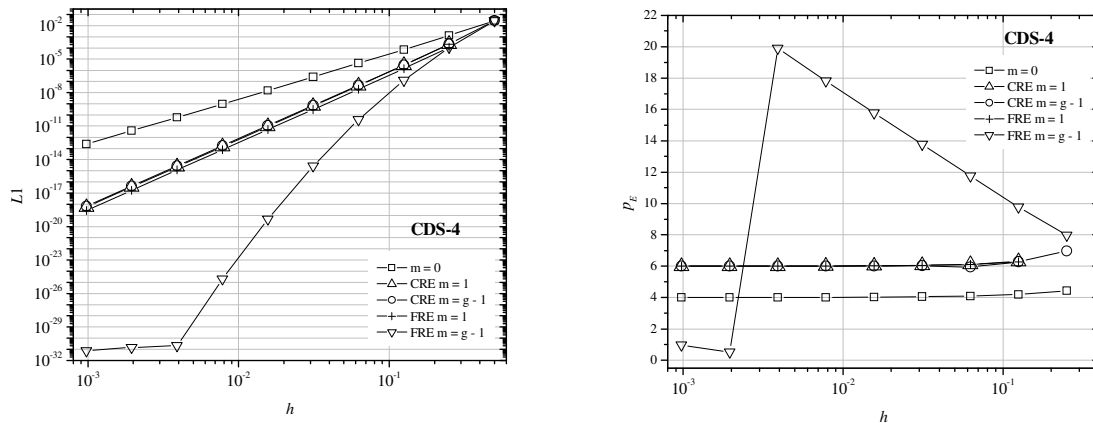 10^-2
10^-5
10^-8
10^-11
10^-14
10^-17
10^-20
10^-23
10^-26
10^-29
10^-32
L1
10^-3
10^-2
10^-1
h
CDS-4
m = 0
CRE m = 1
CRE m = g - 1
FRE m = 1
FRE m = g - 1
22
20
18
16
14
12
10
8
6
4
2
0
p_E
10^-3
10^-2
10^-1
h
CDS-4
m = 0
CRE m = 1
CRE m = g - 1
FRE m = 1
FRE m = g - 1